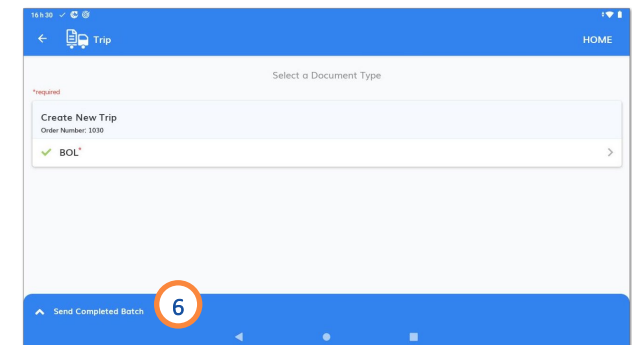 16 h 30
Trip
HOME
Select a Document Type
*required
Create New Trip
Order Number: 1030
BOL*
Send Completed Batch
6